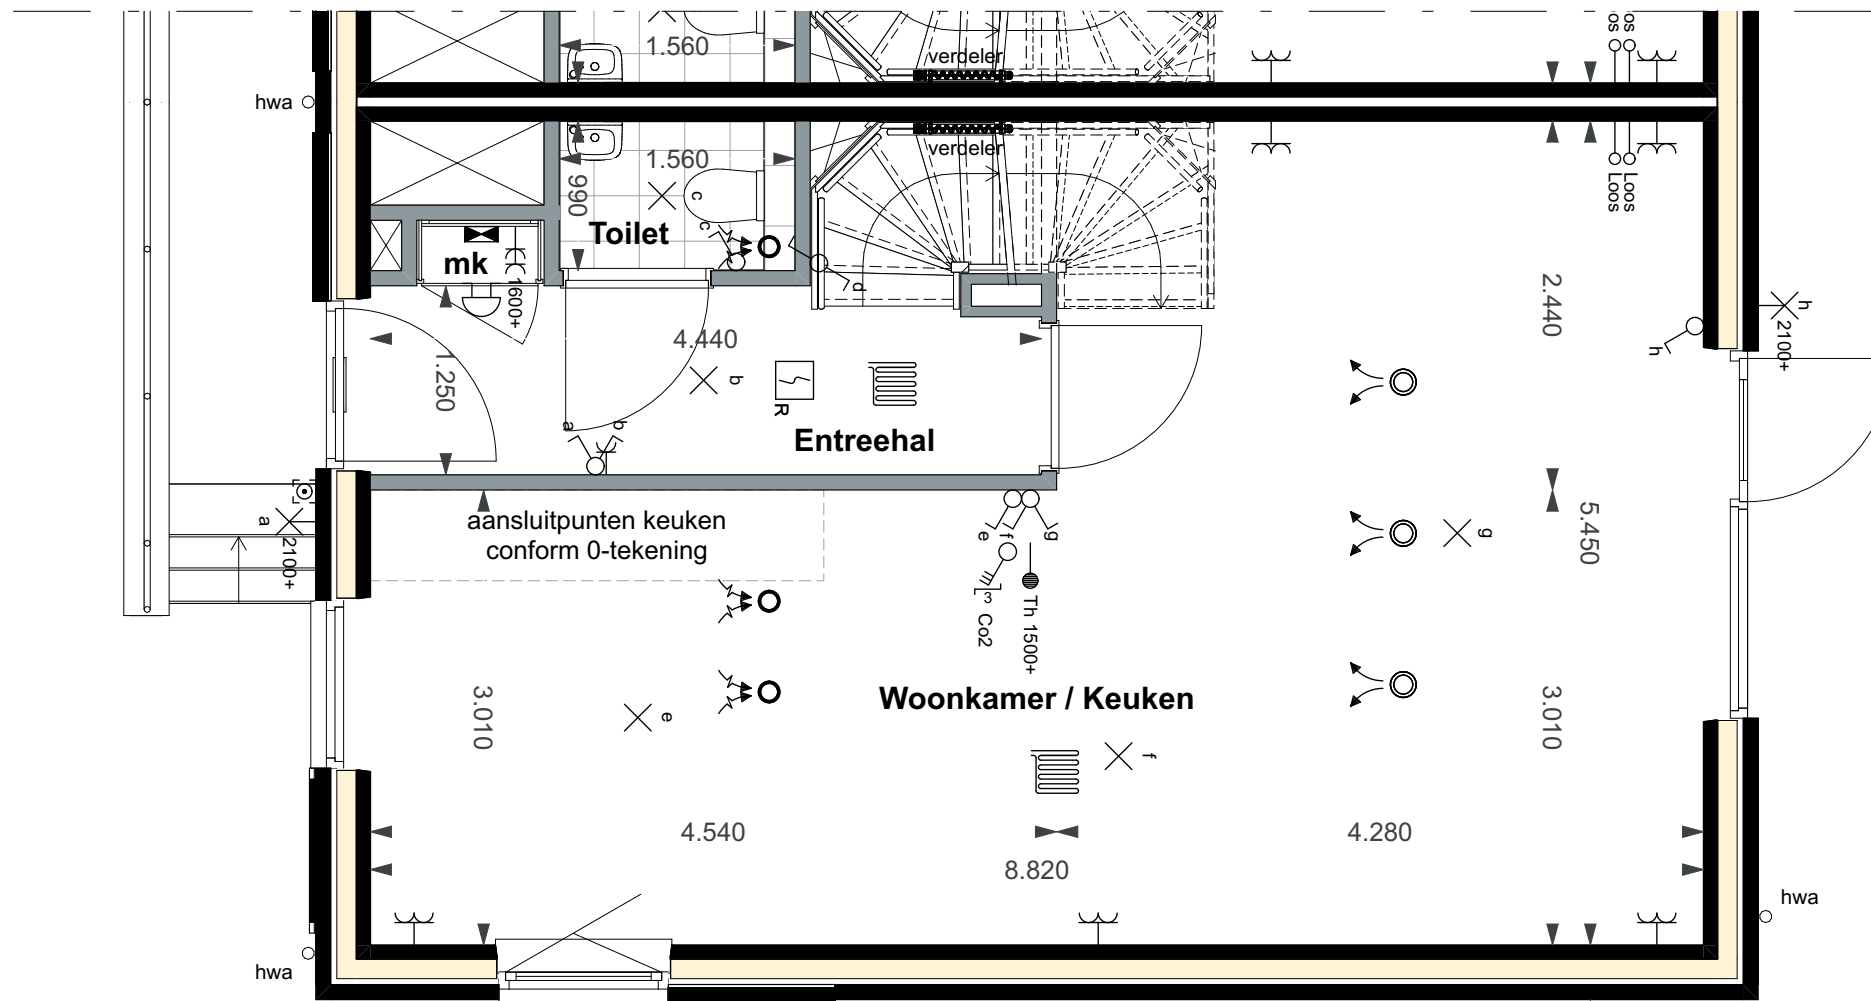 1.560
verdeler
os
os
hwa
1.560
verdeler
990
c
Loos
Loos
Toilet
c
mk
1600+
d
2.440
h
h
2100+
4.440
1.250
b
R
a
b
Entreehal
a
2100+
aansluitpunten keuken
conform 0-tekening
e
f
g
g
5.450
3
Co2
Th 1500+
3.010
e
Woonkamer / Keuken
3.010
f
4.540
4.280
8.820
hwa
hwa